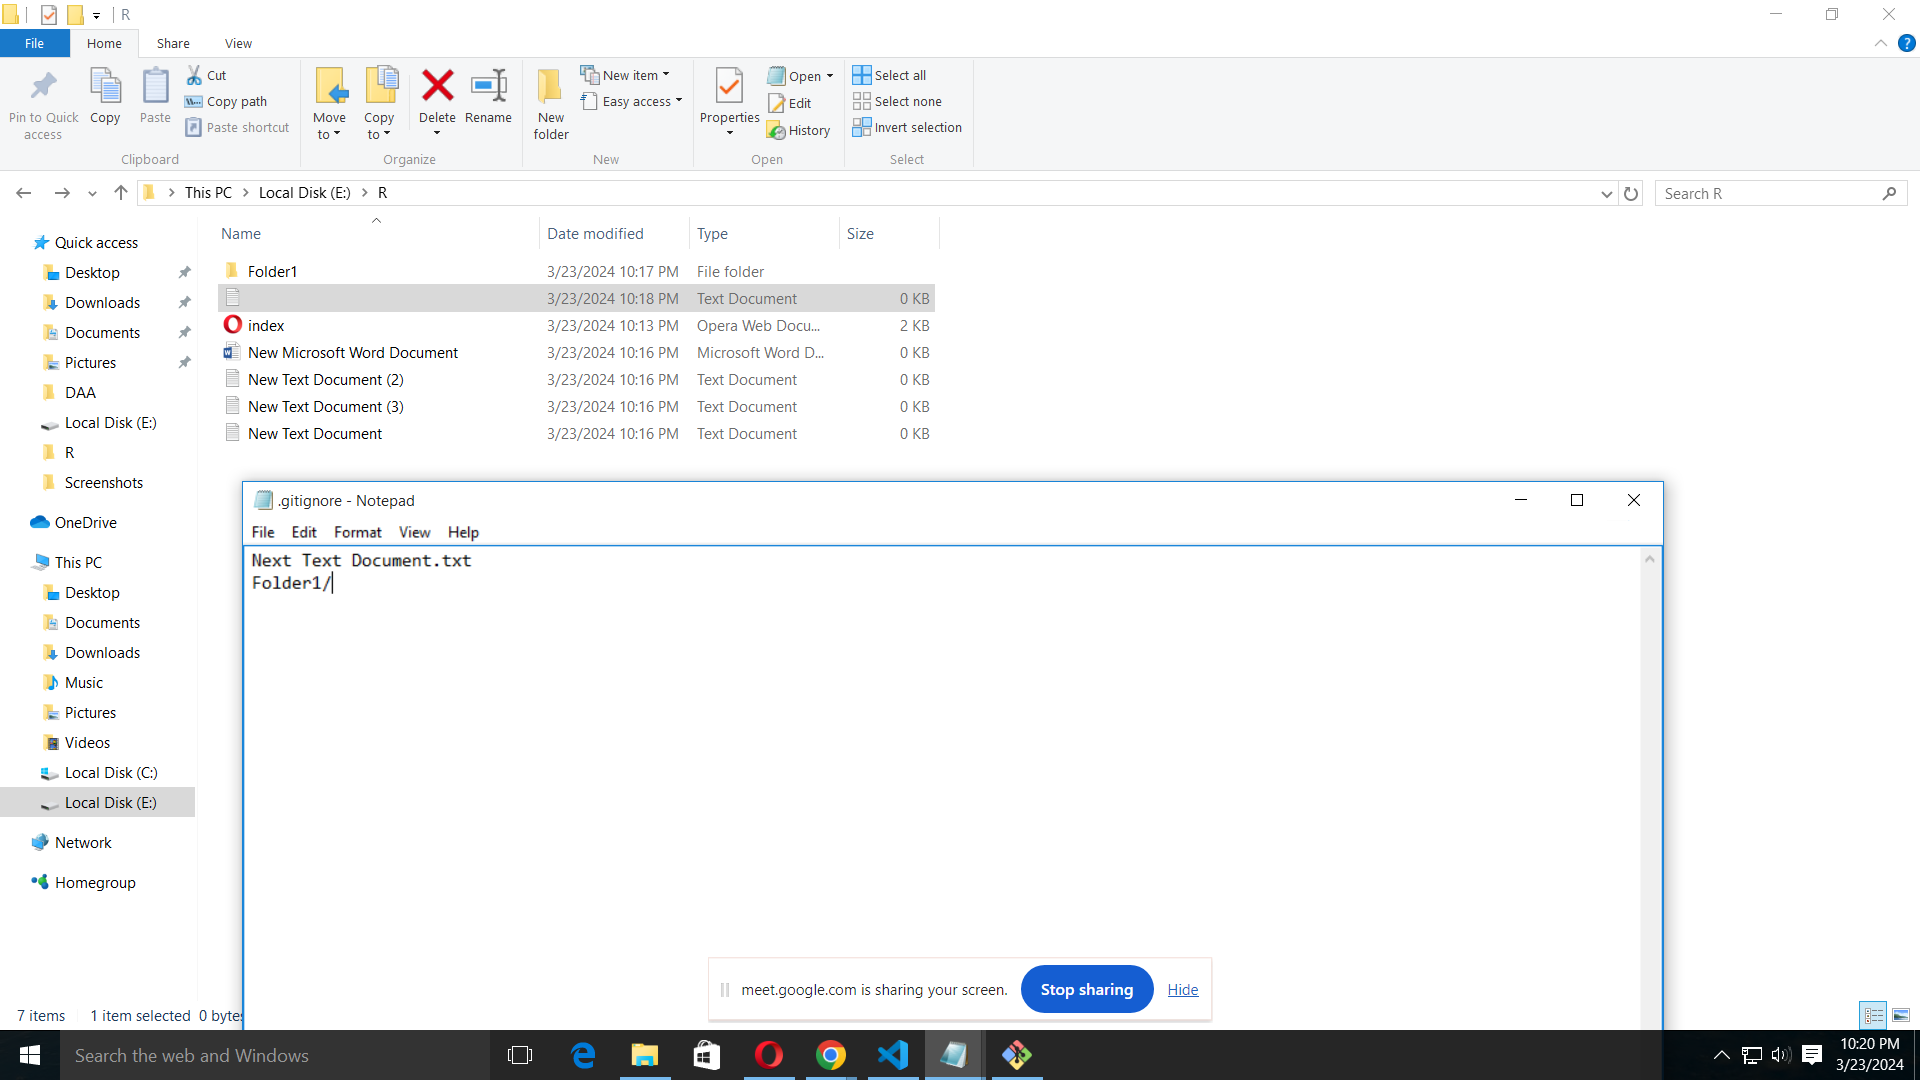 R
File Home Share View
Pin to Quick access
Copy
Paste
Cut
Copy path
Paste shortcut
Clipboard
Move to
Copy to
Delete
Rename
Organize
New folder
New item
Easy access
New
Properties
Open
Edit
History
Open
Select all
Select none
Invert selection
Select
This PC Local Disk (E:) R
Search R
Name Date modified Type Size
Folder1 3/23/2024 10:17 PM File folder
3/23/2024 10:18 PM Text Document 0 KB
index 3/23/2024 10:13 PM Opera Web Docu... 2 KB
New Microsoft Word Document 3/23/2024 10:16 PM Microsoft Word D... 0 KB
New Text Document (2) 3/23/2024 10:16 PM Text Document 0 KB
New Text Document (3) 3/23/2024 10:16 PM Text Document 0 KB
New Text Document 3/23/2024 10:16 PM Text Document 0 KB
Quick access
Desktop
Downloads
Documents
Pictures
DAA
Local Disk (E:)
R
Screenshots
OneDrive
This PC
Desktop
Documents
Downloads
Music
Pictures
Videos
Local Disk (C:)
Local Disk (E:)
Network
Homegroup
.gitignore - Notepad
File Edit Format View Help
Next Text Document.txt
Folder1/
meet.google.com is sharing your screen. Stop sharing Hide
7 items 1 item selected 0 bytes
Search the web and Windows
10:20 PM
3/23/2024